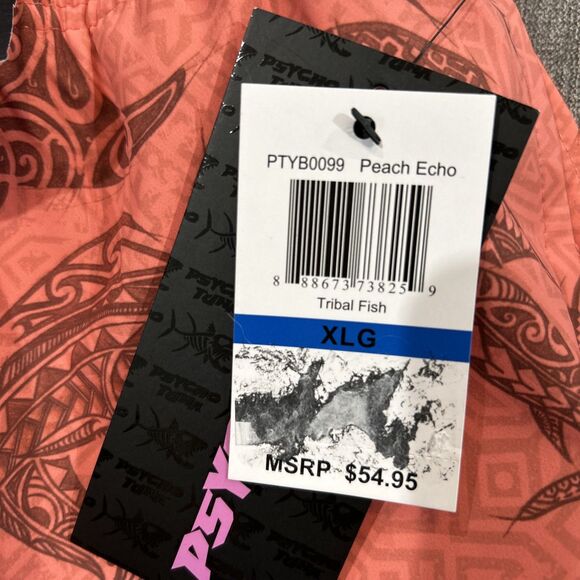 PSYCHO
TUNA
PTYB0099 Peach Echo
8 88673 73825 9
Tribal Fish
XLG
MSRP $54.95
PSYC
PSYCHO
TUNA
PSYCHO
TUNA